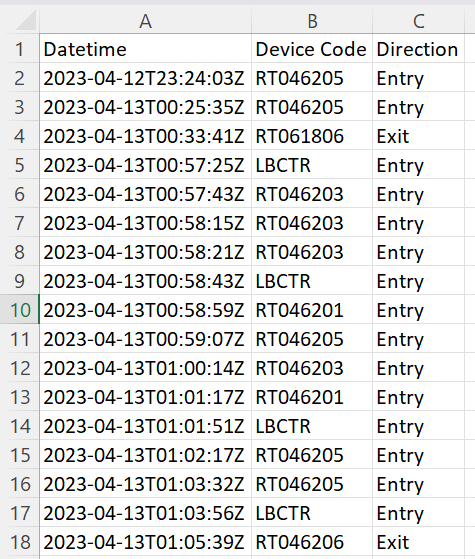 A B C
1 Datetime Device Code Direction
2 2023-04-12T23:24:03Z RT046205 Entry
3 2023-04-13T00:25:35Z RT046205 Entry
4 2023-04-13T00:33:41Z RT061806 Exit
5 2023-04-13T00:57:25Z LBCTR Entry
6 2023-04-13T00:57:43Z RT046203 Entry
7 2023-04-13T00:58:15Z RT046203 Entry
8 2023-04-13T00:58:21Z RT046203 Entry
9 2023-04-13T00:58:43Z LBCTR Entry
10 2023-04-13T00:58:59Z RT046201 Entry
11 2023-04-13T00:59:07Z RT046205 Entry
12 2023-04-13T01:00:14Z RT046203 Entry
13 2023-04-13T01:01:17Z RT046201 Entry
14 2023-04-13T01:01:51Z LBCTR Entry
15 2023-04-13T01:02:17Z RT046205 Entry
16 2023-04-13T01:03:32Z RT046205 Entry
17 2023-04-13T01:03:56Z LBCTR Entry
18 2023-04-13T01:05:39Z RT046206 Exit